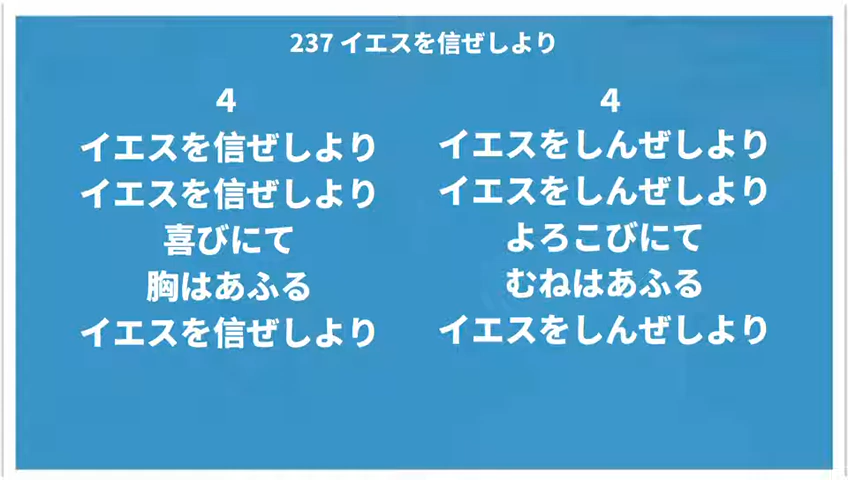 237 イエスを信ぜしより
4
イエスを信ぜしより
イエスを信ぜしより
喜びにて
胸はあふる
イエスを信ぜしより
4
イエスをしんぜしより
イエスをしんぜしより
よろこびにて
むねはあふる
イエスをしんぜしより